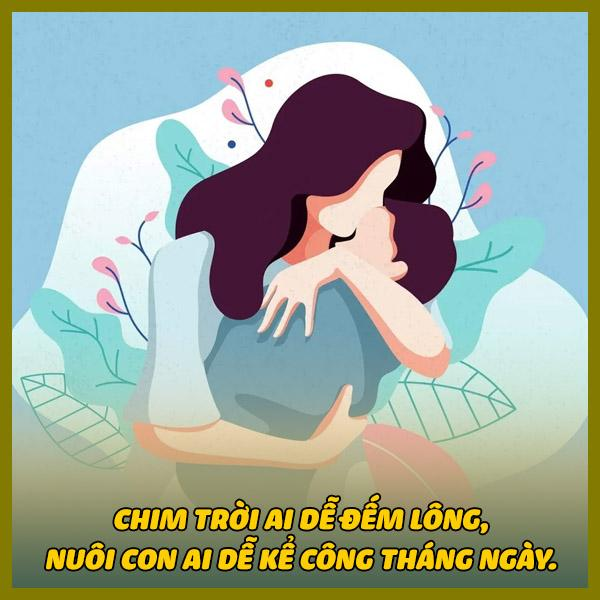 CHIM TRỜI AI DỄ ĐẾM LÔNG,
NUÔI CON AI DỄ KỂ CÔNG THÁNG NGÀY.